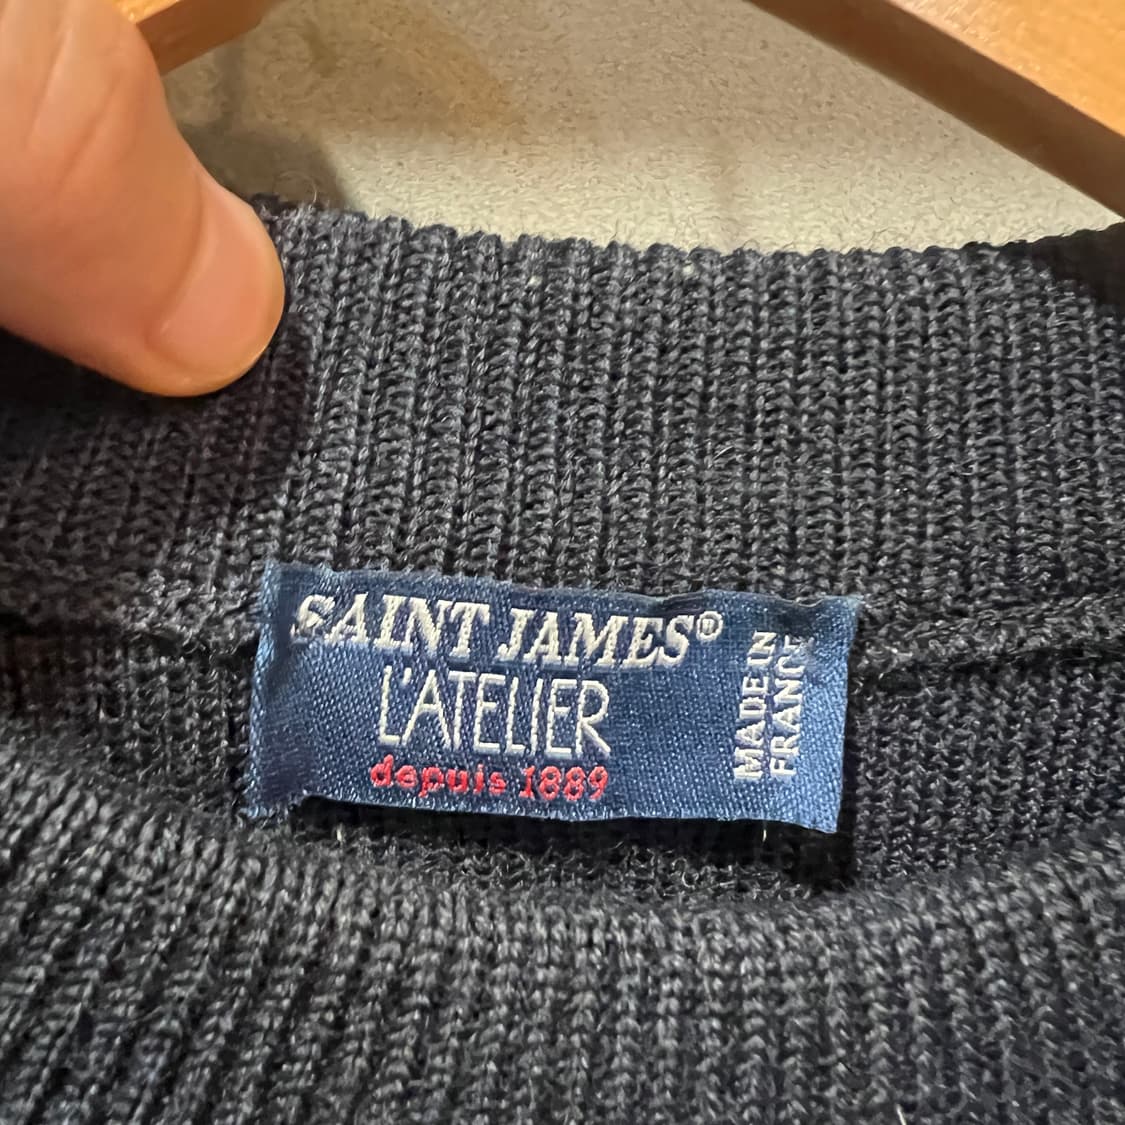 SAINT JAMES®
L'ATELIER
depuis 1889
MADE IN
FRANCE